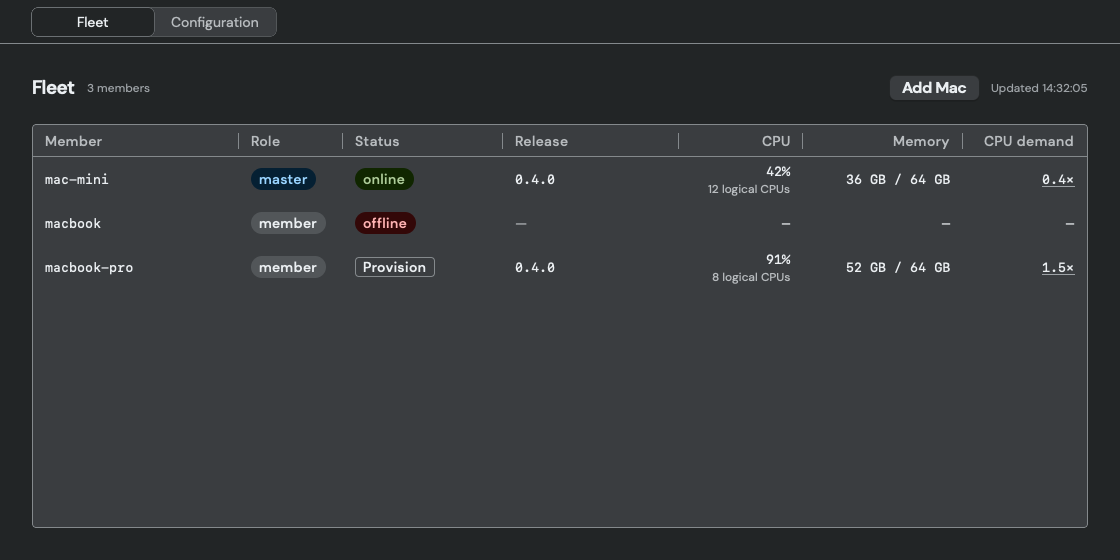 Fleet Configuration
Fleet 3 members Add Mac Updated 14:32:05
Member Role Status Release CPU Memory CPU demand
mac-mini master online 0.4.0 42% 36 GB / 64 GB 0.4×
12 logical CPUs
macbook member offline — — — —
macbook-pro member Provision 0.4.0 91% 52 GB / 64 GB 1.5×
8 logical CPUs